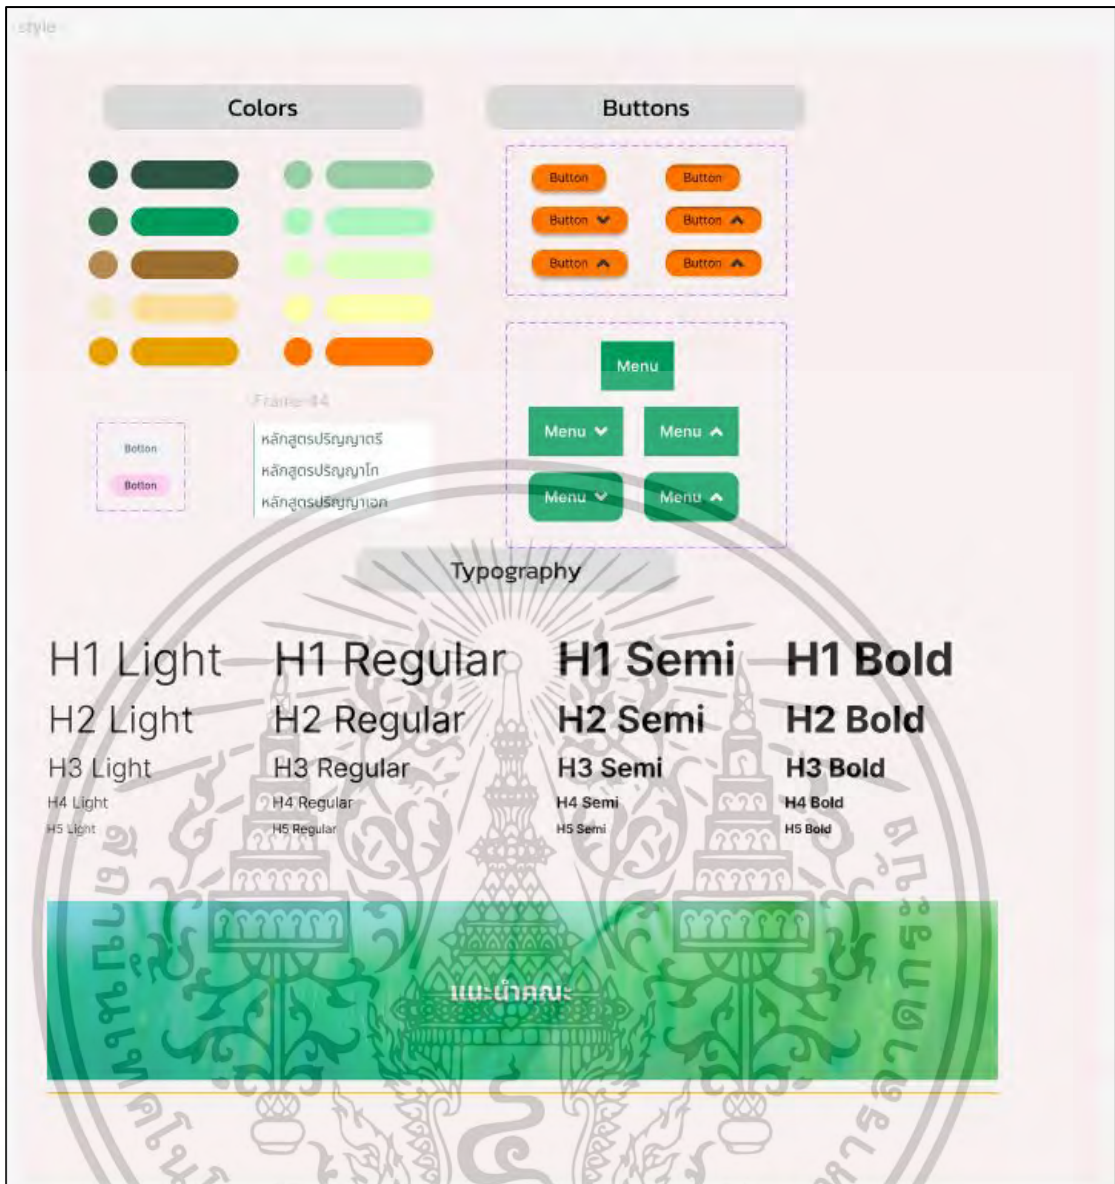 style
Colors
Buttons
Button Button
Button Button
Button Button
Menu
Menu Menu
Menu Menu
Frame 44
Botton
Botton
หลักสูตรปริญญาตรี
หลักสูตรปริญญาโท
หลักสูตรปริญญาเอก
Typography
H1 Light H1 Regular H1 Semi H1 Bold
H2 Light H2 Regular H2 Semi H2 Bold
H3 Light H3 Regular H3 Semi H3 Bold
H4 Light H4 Regular H4 Semi H4 Bold
H5 Light H5 Regular H5 Semi H5 Bold
แนะนำคณะ